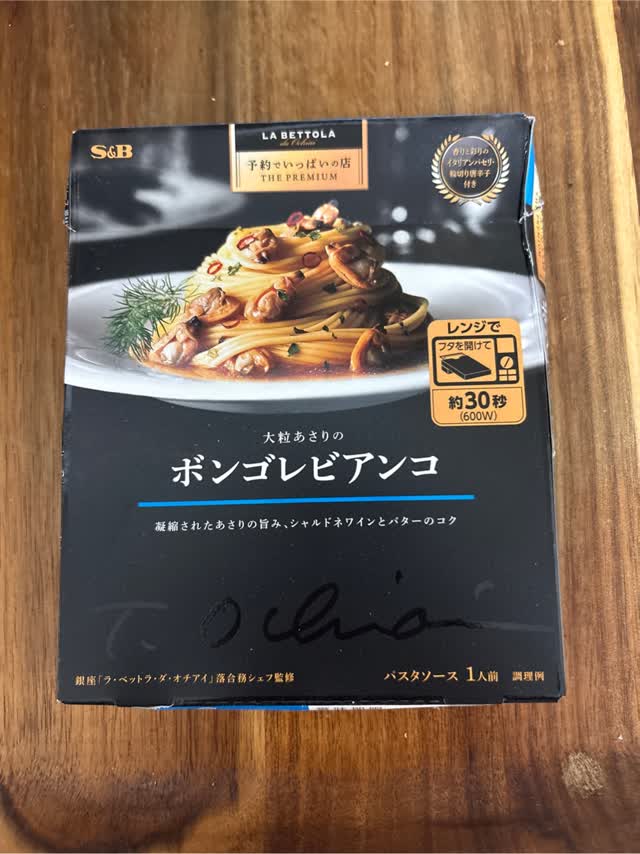 S&B
LA BETTOLA
da Ochiai
予約でいっぱいの店
THE PREMIUM
香りと彩りの
イタリアンパセリ・
輪切り唐辛子
付き
レンジで
フタを開けて
約30秒
(600W)
大粒あさりの
ボンゴレビアンコ
凝縮されたあさりの旨み、シャルドネワインとバターのコク
T. Ochiai
銀座「ラ・ベットラ・ダ・オチアイ」落合務シェフ監修
パスタソース 1人前 調理例